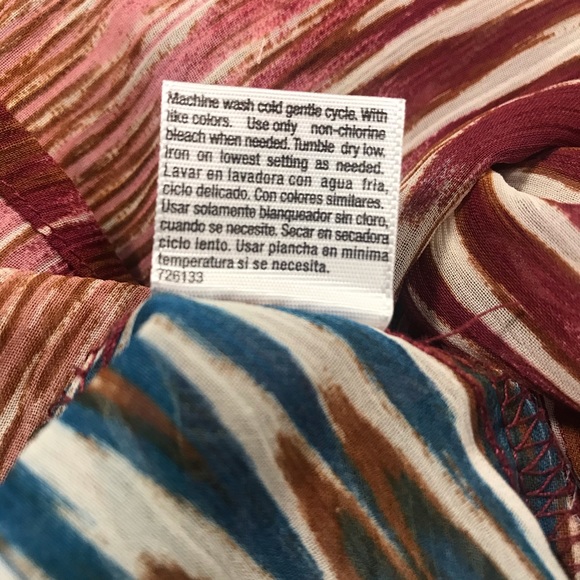 Machine wash cold gentle cycle. With
like colors. Use only non-chlorine
bleach when needed. Tumble dry low.
Iron on lowest setting as needed.
Lavar en lavadora con agua fria,
ciclo delicado. Con colores similares.
Usar solamente blanqueador sin cloro,
cuando se necesite. Secar en secadora
ciclo lento. Usar plancha en minima
temperatura si se necesita.
726133